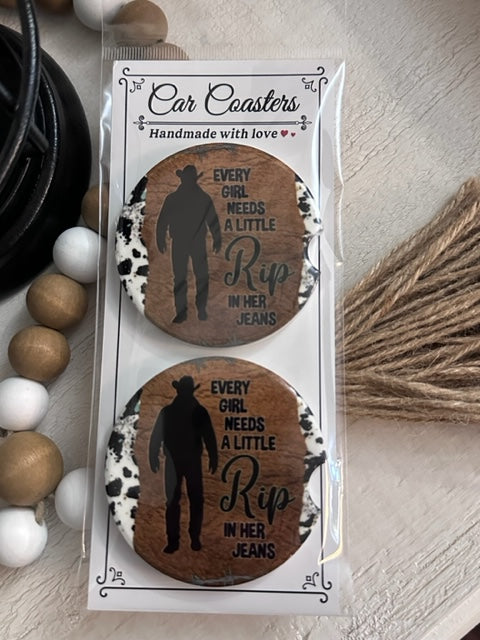 Car Coasters
Handmade with love
EVERY
GIRL
NEEDS
A LITTLE
Rip
IN HER
JEANS
EVERY
GIRL
NEEDS
A LITTLE
Rip
IN HER
JEANS